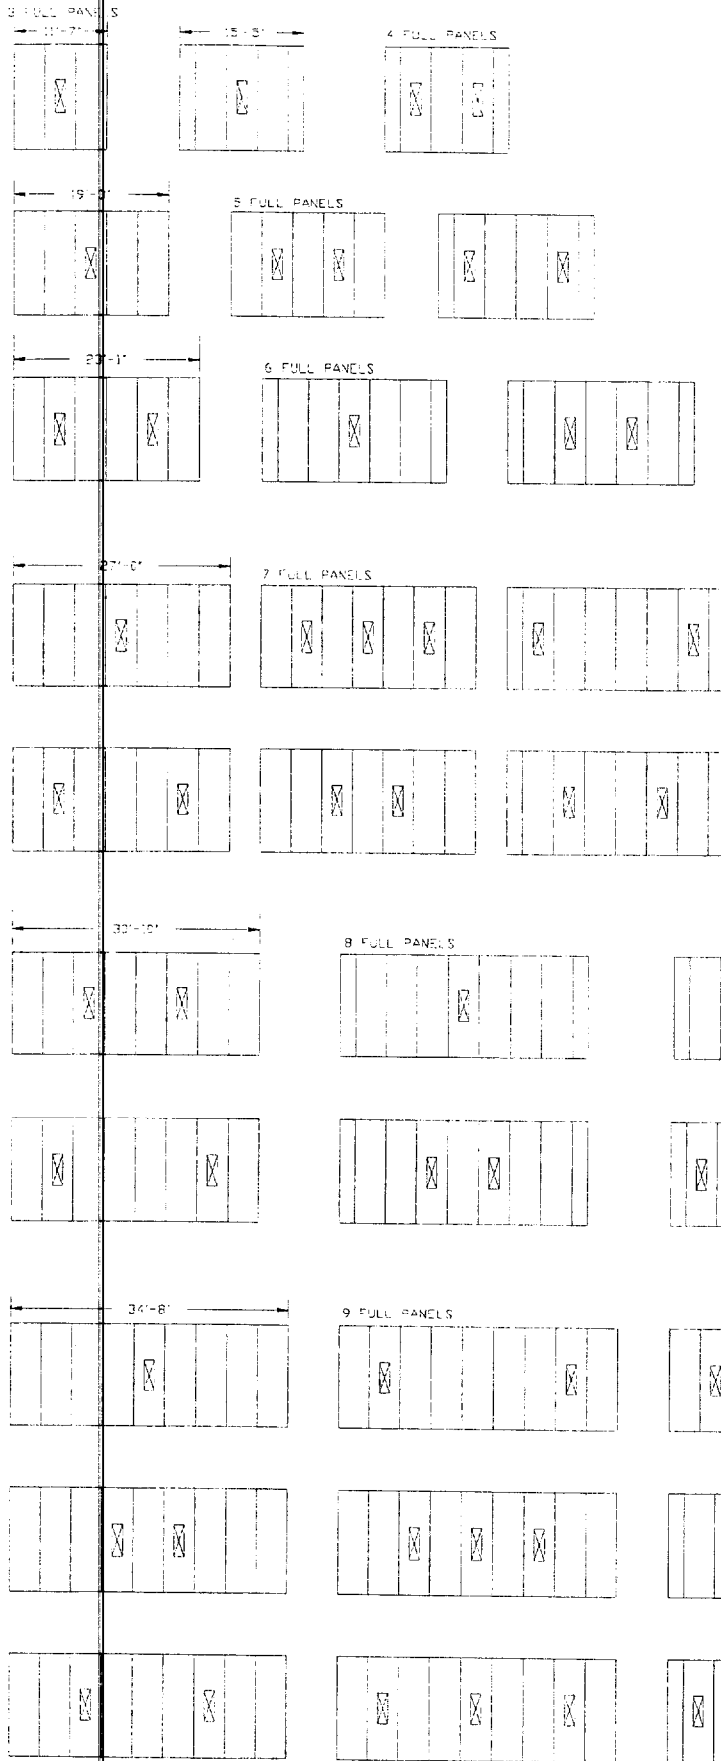 3 FULL PANELS
11'-7"
15'-5"
4 FULL PANELS
19'-3"
5 FULL PANELS
23'-1"
6 FULL PANELS
27'-0"
7 FULL PANELS
30'-10"
8 FULL PANELS
34'-8"
9 FULL PANELS